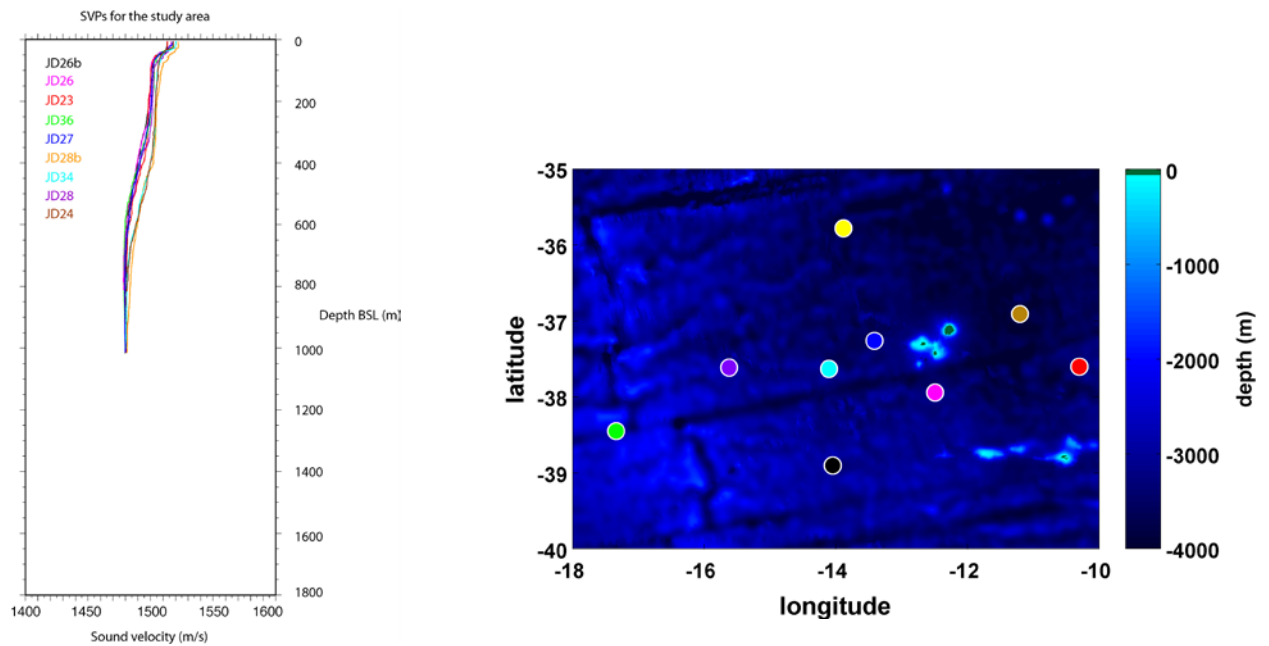 SVPs for the study area
0
JD26b
JD26
JD23
200
JD36
JD27
JD28b
400
JD34
JD28
JD24
600
800
Depth BSL (m)
1000
1200
1400
1600
1800
1400 1450 1500 1550 1600
Sound velocity (m/s)
-35
-36
-37
-38
-39
-40
latitude
-18 -16 -14 -12 -10
longitude
0
-1000
-2000
-3000
-4000
depth (m)